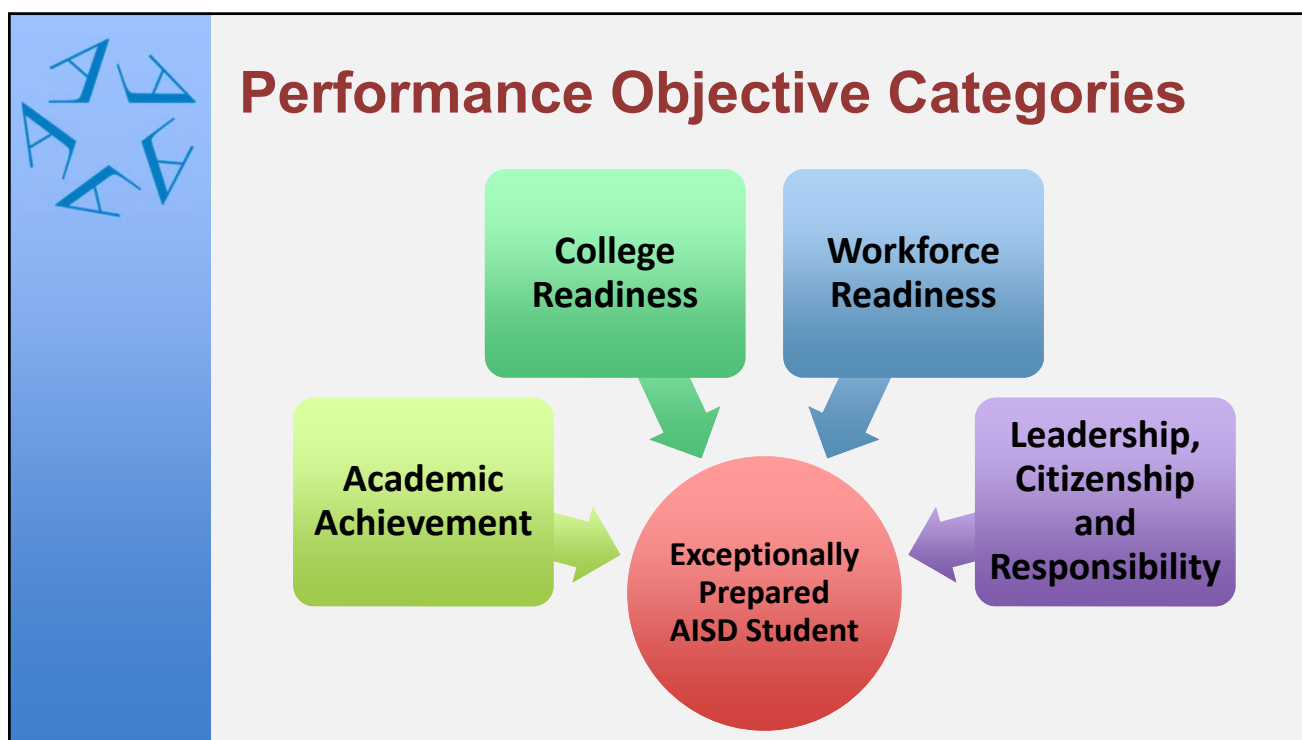 Performance Objective Categories
College
Readiness
Workforce
Readiness
Academic
Achievement
Leadership,
Citizenship
and
Responsibility
Exceptionally
Prepared
AISD Student
A
A
A
A
A